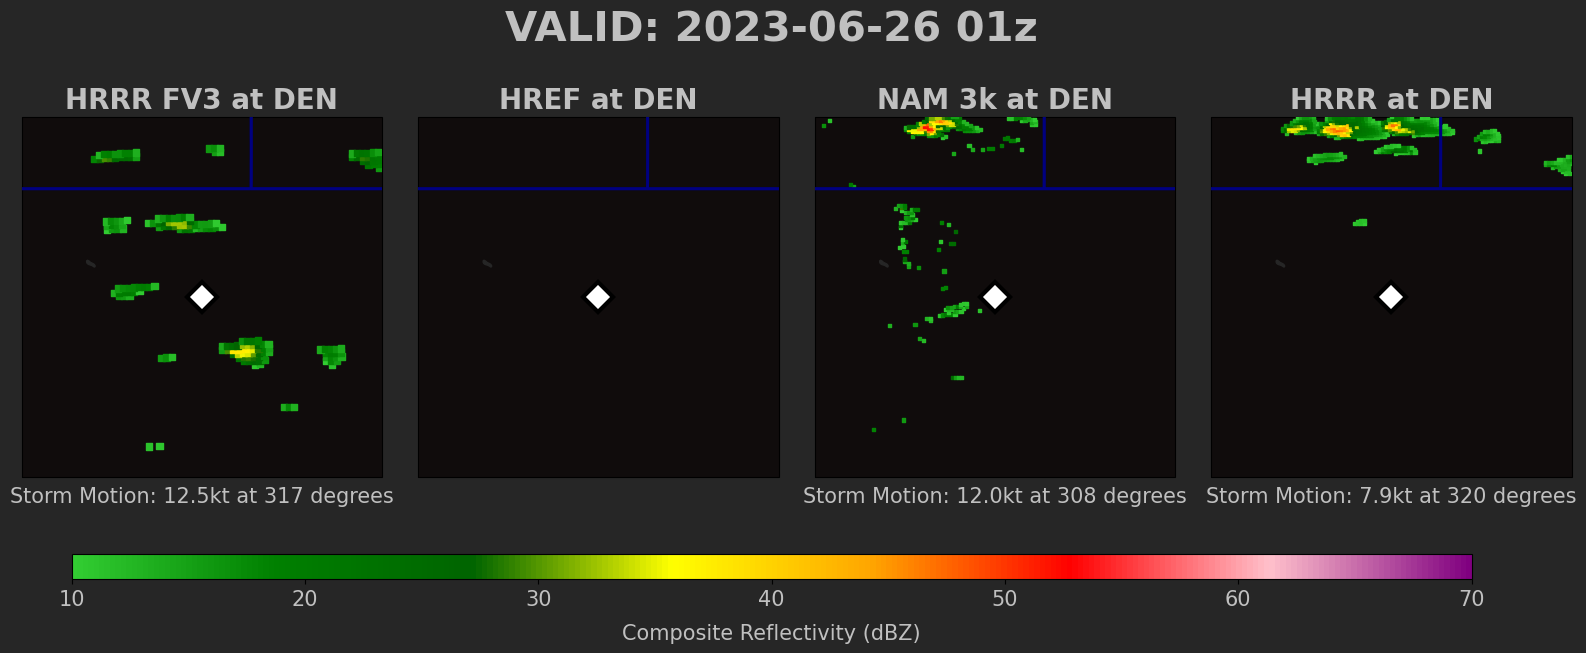 VALID: 2023-06-26 01z
HRRR FV3 at DEN
HREF at DEN
NAM 3k at DEN
HRRR at DEN
Storm Motion: 12.5kt at 317 degrees
Storm Motion: 12.0kt at 308 degrees
Storm Motion: 7.9kt at 320 degrees
10 20 30 40 50 60 70
Composite Reflectivity (dBZ)